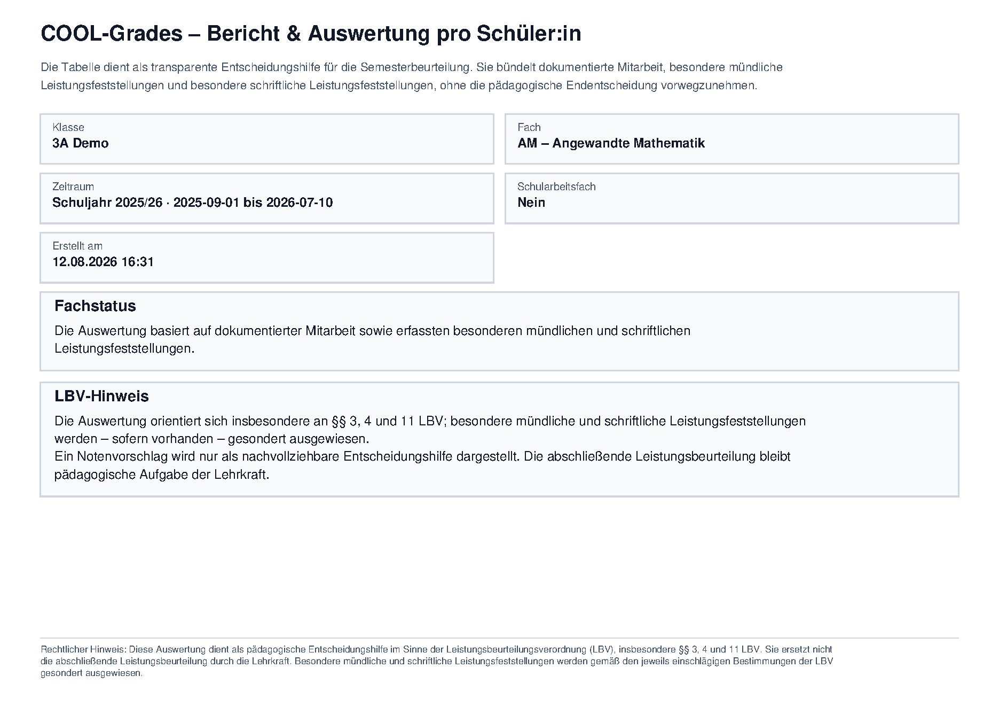 COOL-Grades – Bericht & Auswertung pro Schüler:in
Die Tabelle dient als transparente Entscheidungshilfe für die Semesterbeurteilung. Sie bündelt dokumentierte Mitarbeit, besondere mündliche
Leistungsfeststellungen und besondere schriftliche Leistungsfeststellungen, ohne die pädagogische Endentscheidung vorwegzunehmen.
Klasse
3A Demo
Fach
AM – Angewandte Mathematik
Zeitraum
Schuljahr 2025/26 · 2025-09-01 bis 2026-07-10
Schularbeitsfach
Nein
Erstellt am
12.08.2026 16:31
Fachstatus
Die Auswertung basiert auf dokumentierter Mitarbeit sowie erfassten besonderen mündlichen und schriftlichen
Leistungsfeststellungen.
LBV-Hinweis
Die Auswertung orientiert sich insbesondere an §§ 3, 4 und 11 LBV; besondere mündliche und schriftliche Leistungsfeststellungen
werden – sofern vorhanden – gesondert ausgewiesen.
Ein Notenvorschlag wird nur als nachvollziehbare Entscheidungshilfe dargestellt. Die abschließende Leistungsbeurteilung bleibt
pädagogische Aufgabe der Lehrkraft.
Rechtlicher Hinweis: Diese Auswertung dient als pädagogische Entscheidungshilfe im Sinne der Leistungsbeurteilungsverordnung (LBV), insbesondere §§ 3, 4 und 11 LBV. Sie ersetzt nicht
die abschließende Leistungsbeurteilung durch die Lehrkraft. Besondere mündliche und schriftliche Leistungsfeststellungen werden gemäß den jeweils einschlägigen Bestimmungen der LBV
gesondert ausgewiesen.